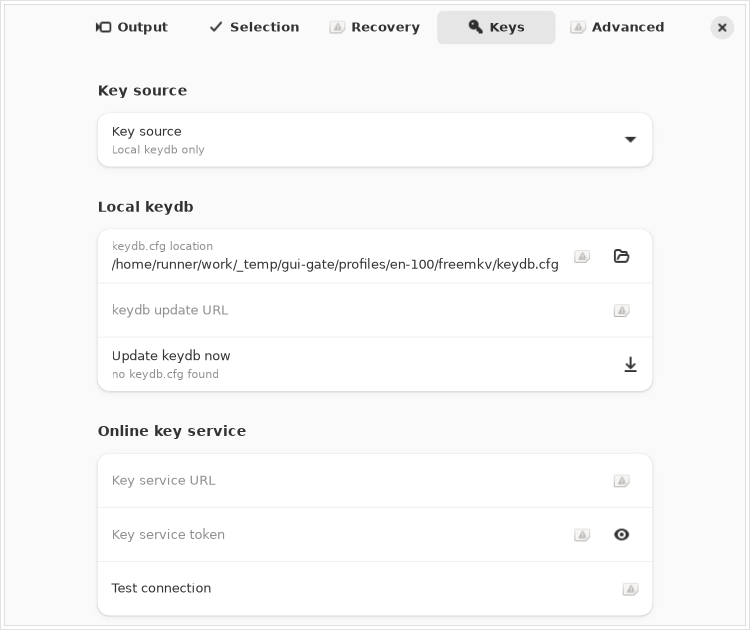 Output
Selection
Recovery
Keys
Advanced
Key source
Key source
Local keydb only
Local keydb
keydb.cfg location
/home/runner/work/_temp/gui-gate/profiles/en-100/freemkv/keydb.cfg
keydb update URL
Update keydb now
no keydb.cfg found
Online key service
Key service URL
Key service token
Test connection